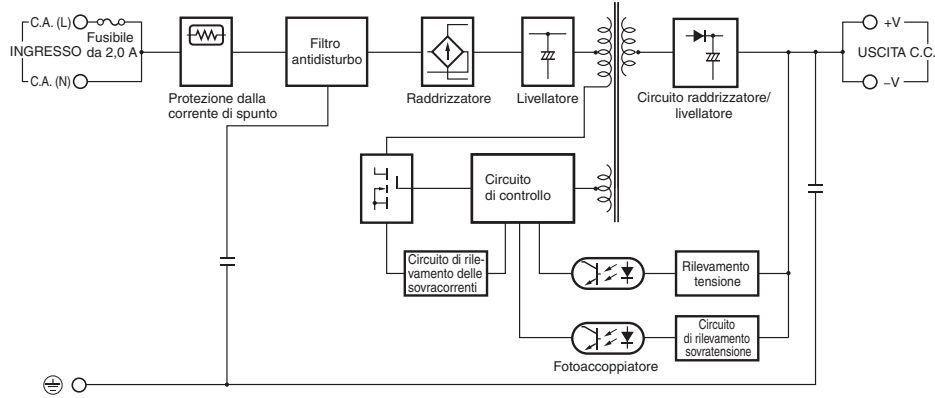 C.A. (L)
Fusibile
da 2,0 A
INGRESSO
C.A. (N)
Protezione dalla
corrente di spunto
Filtro
antidisturbo
Raddrizzatore
Livellatore
Circuito raddrizzatore/
livellatore
+V
USCITA C.C.
–V
Circuito
di controllo
Circuito di rile-
vamento delle
sovracorrenti
Rilevamento
tensione
Circuito
di rilevamento
sovratensione
Fotoaccoppiatore